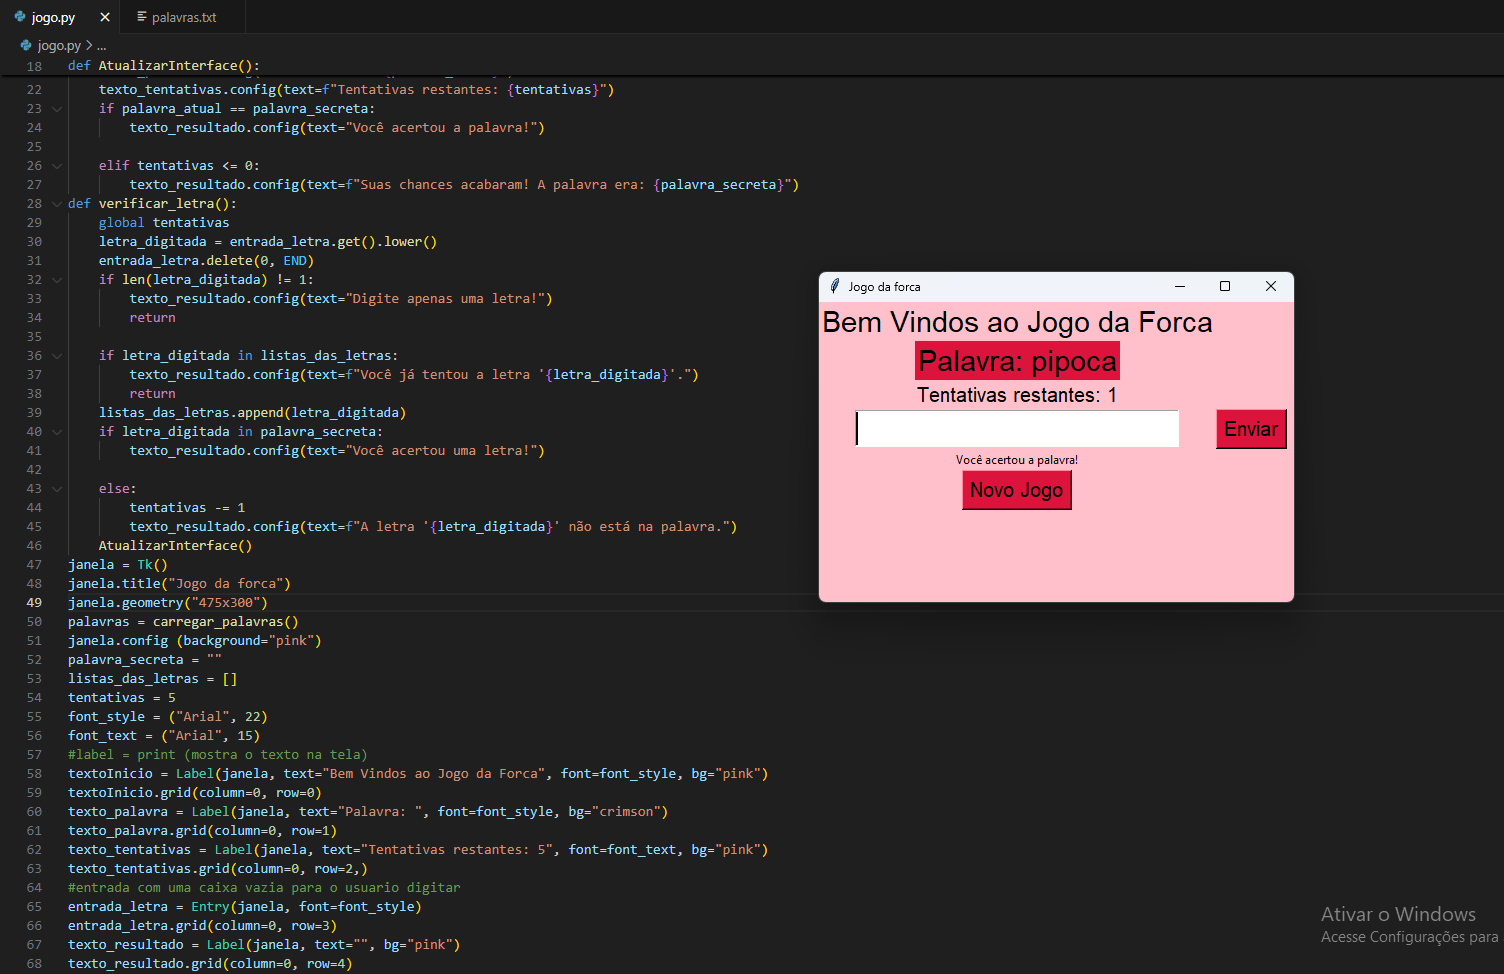 jogo.py
palavras.txt
jogo.py > ...
18 def AtualizarInterface():
22 texto_tentativas.config(text=f"Tentativas restantes: {tentativas}")
23 if palavra_atual == palavra_secreta:
24 texto_resultado.config(text="Você acertou a palavra!")
25
26 elif tentativas <= 0:
27 texto_resultado.config(text=f"Suas chances acabaram! A palavra era: {palavra_secreta}")
28 def verificar_letra():
29 global tentativas
30 letra_digitada = entrada_letra.get().lower()
31 entrada_letra.delete(0, END)
32 if len(letra_digitada) != 1:
33 texto_resultado.config(text="Digite apenas uma letra!")
34 return
35
36 if letra_digitada in listas_das_letras:
37 texto_resultado.config(text=f"Você já tentou a letra '{letra_digitada}'.")
38 return
39 listas_das_letras.append(letra_digitada)
40 if letra_digitada in palavra_secreta:
41 texto_resultado.config(text="Você acertou uma letra!")
42
43 else:
44 tentativas -= 1
45 texto_resultado.config(text=f"A letra '{letra_digitada}' não está na palavra.")
46 AtualizarInterface()
47 janela = Tk()
48 janela.title("Jogo da forca")
49 janela.geometry("475x300")
50 palavras = carregar_palavras()
51 janela.config (background="pink")
52 palavra_secreta = ""
53 listas_das_letras = []
54 tentativas = 5
55 font_style = ("Arial", 22)
56 font_text = ("Arial", 15)
57 #label = print (mostra o texto na tela)
58 textoInicio = Label(janela, text="Bem Vindos ao Jogo da Forca", font=font_style, bg="pink")
59 textoInicio.grid(column=0, row=0)
60 texto_palavra = Label(janela, text="Palavra: ", font=font_style, bg="crimson")
61 texto_palavra.grid(column=0, row=1)
62 texto_tentativas = Label(janela, text="Tentativas restantes: 5", font=font_text, bg="pink")
63 texto_tentativas.grid(column=0, row=2,)
64 #entrada com uma caixa vazia para o usuario digitar
65 entrada_letra = Entry(janela, font=font_style)
66 entrada_letra.grid(column=0, row=3)
67 texto_resultado = Label(janela, text="", bg="pink")
68 texto_resultado.grid(column=0, row=4)
Jogo da forca
Bem Vindos ao Jogo da Forca
Palavra: pipoca
Tentativas restantes: 1
Enviar
Você acertou a palavra!
Novo Jogo
Ativar o Windows
Acesse Configurações para